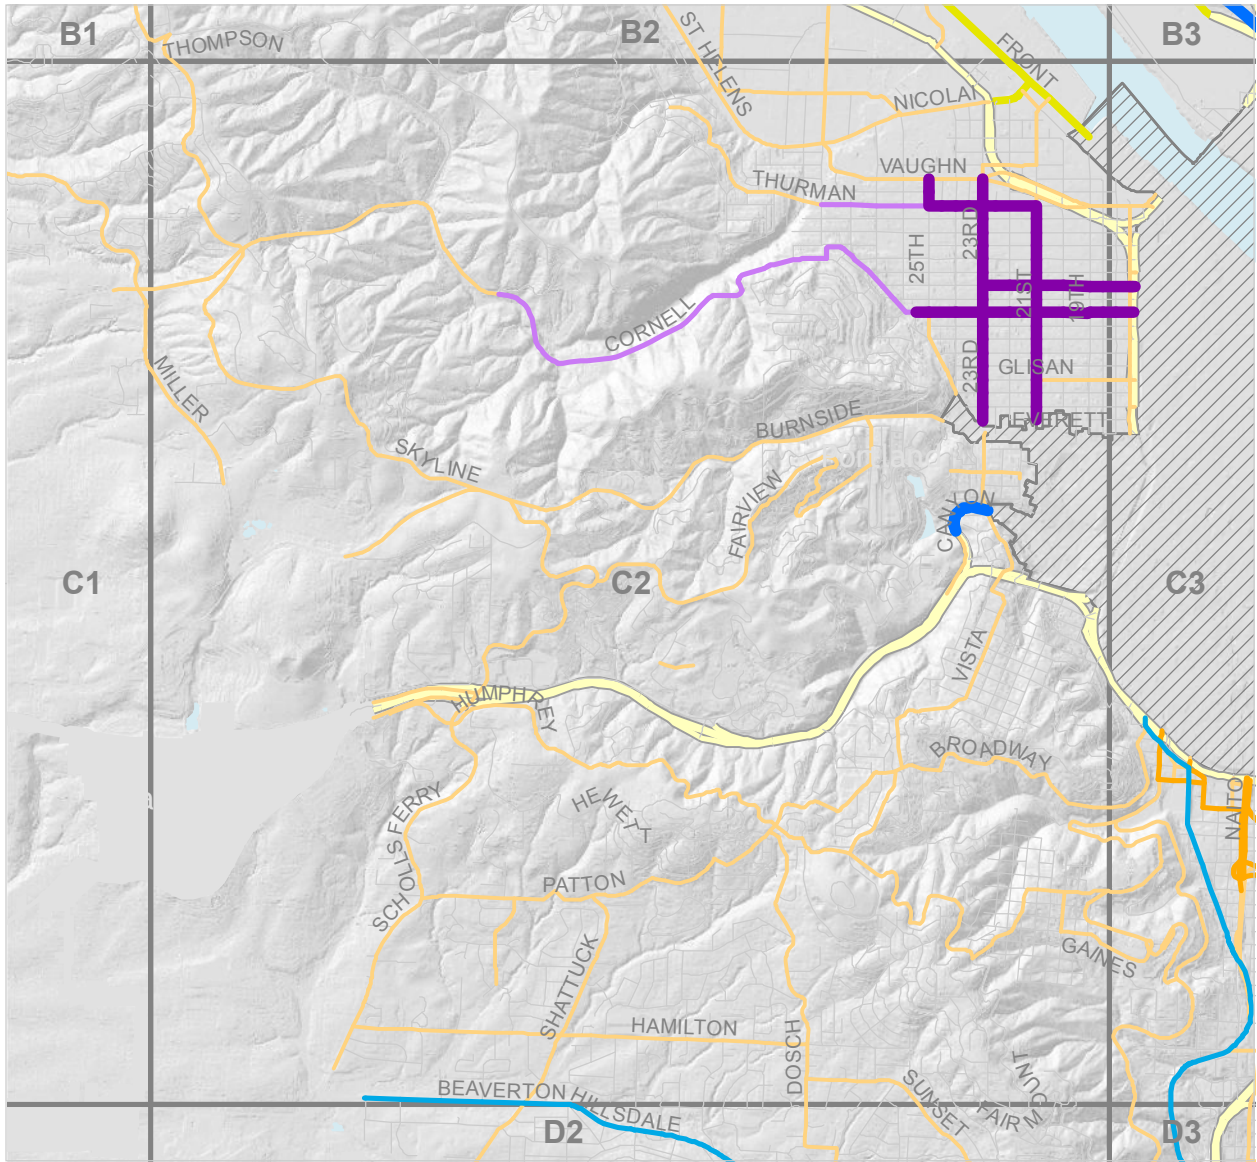 B1
B2
B3
THOMPSON
ST HELENS
FRONT
NICOLAI
VAUGHN
THURMAN
25TH
23RD
21ST
19TH
CORNELL
MILLER
GLISAN
23RD
EVERETT
BURNSIDE
SKYLINE
FAIRVIEW
CANYON
C1
C2
C3
VISTA
HUMPHREY
BROADWAY
NAITO
HEWETT
SCHOLLS FERRY
PATTON
SHATTUCK
GAINES
HAMILTON
DOSCH
BEAVERTON HILLSDALE
SUNSET
FAIRMOUNT
D2
D3